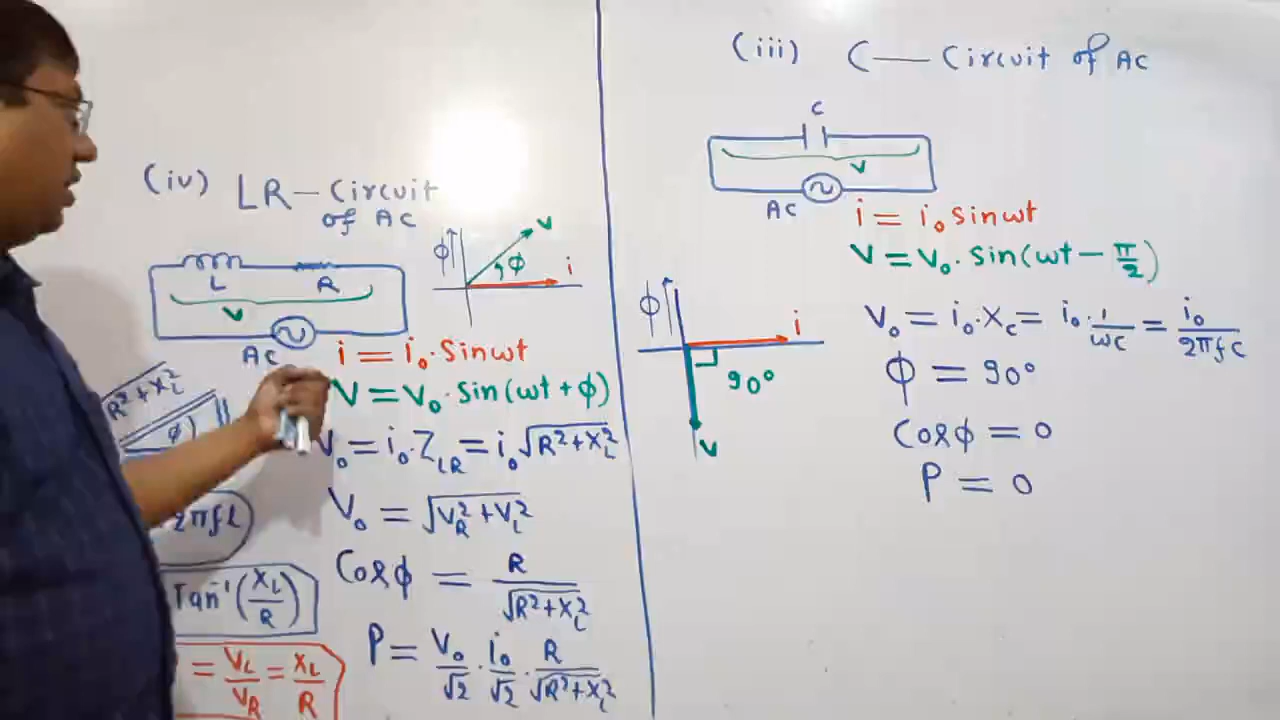 (iv) LR — Circuit
of AC
L
R
V
AC
ϕ
V
ϕ
i
i = i₀·Sinωt
V = V₀·Sin(ωt + ϕ)
V₀ = i₀·Z_LR = i₀√(R² + X_L²)
V₀ = √(V_R² + V_L²)
Cosϕ = R/√(R² + X_L²)
P = V₀/√2 · i₀/√2 · R/√(R² + X_L²)
√(R² + X_L²)
ϕ
2πfL
Tan⁻¹(X_L/R)
= V_L/V_R = X_L/R
(iii) C — Circuit of AC
C
V
AC
i = i₀ sinωt
V = V₀·Sin(ωt − π/2)
V₀ = i₀·X_C = i₀·1/ωC = i₀/2πfC
ϕ = 90°
Cosϕ = 0
P = 0
ϕ
i
90°
V